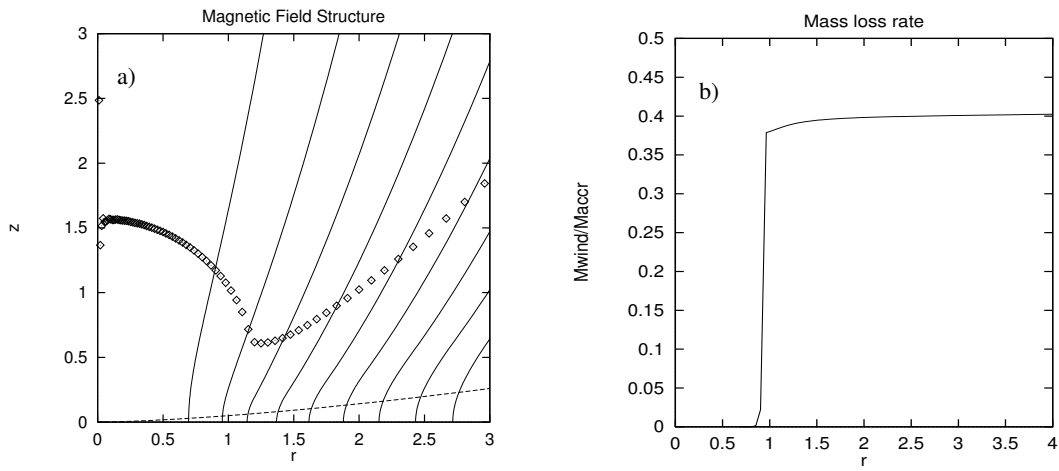 Magnetic Field Structure
a)
3
2.5
2
1.5
1
0.5
0
z
0 0.5 1 1.5 2 2.5 3
r
Mass loss rate
b)
0.5
0.45
0.4
0.35
0.3
0.25
0.2
0.15
0.1
0.05
0
Mwind/Maccr
0 0.5 1 1.5 2 2.5 3 3.5 4
r